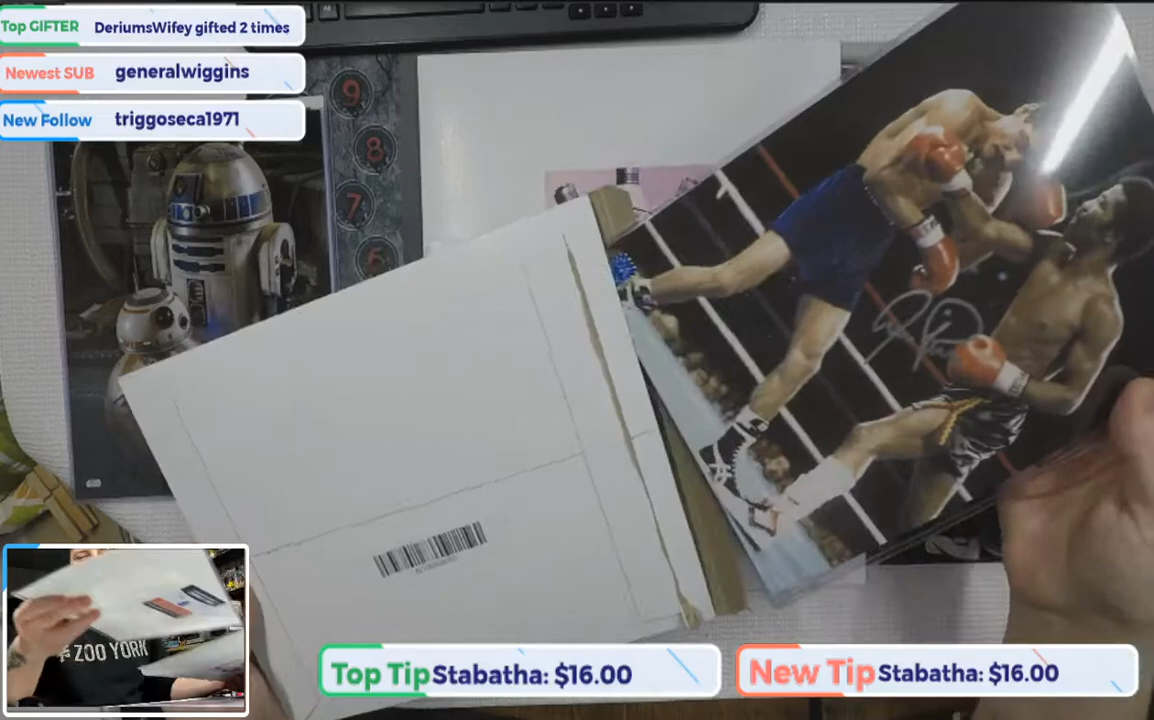 Top GIFTER DeriumsWifey gifted 2 times
Newest SUB generalwiggins
New Follow triggoseca1971
9
8
7
6
ZOO YORK
Top Tip Stabatha: $16.00
New Tip Stabatha: $16.00